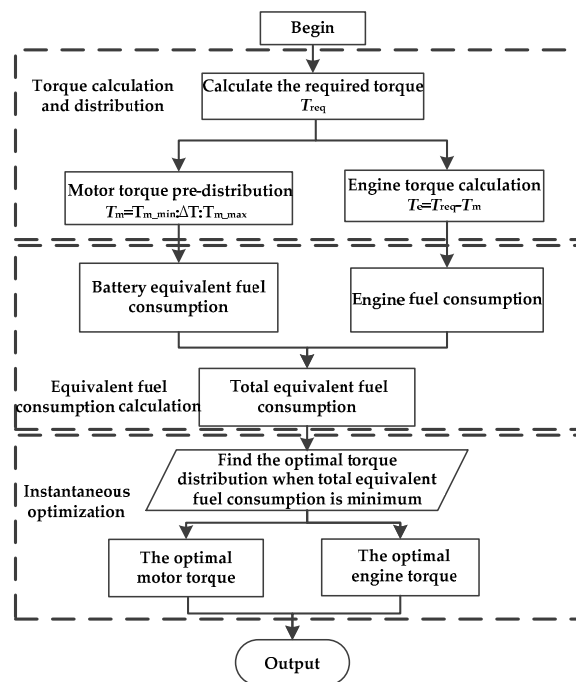 Begin
Torque calculation
and distribution
Calculate the required torque
Treq
Motor torque pre-distribution
Tm=Tm_min:ΔT:Tm_max
Engine torque calculation
Te=Treq-Tm
Battery equivalent fuel
consumption
Engine fuel consumption
Equivalent fuel
consumption calculation
Total equivalent fuel
consumption
Find the optimal torque
distribution when total equivalent
fuel consumption is minimum
Instantaneous
optimization
The optimal
motor torque
The optimal
engine torque
Output